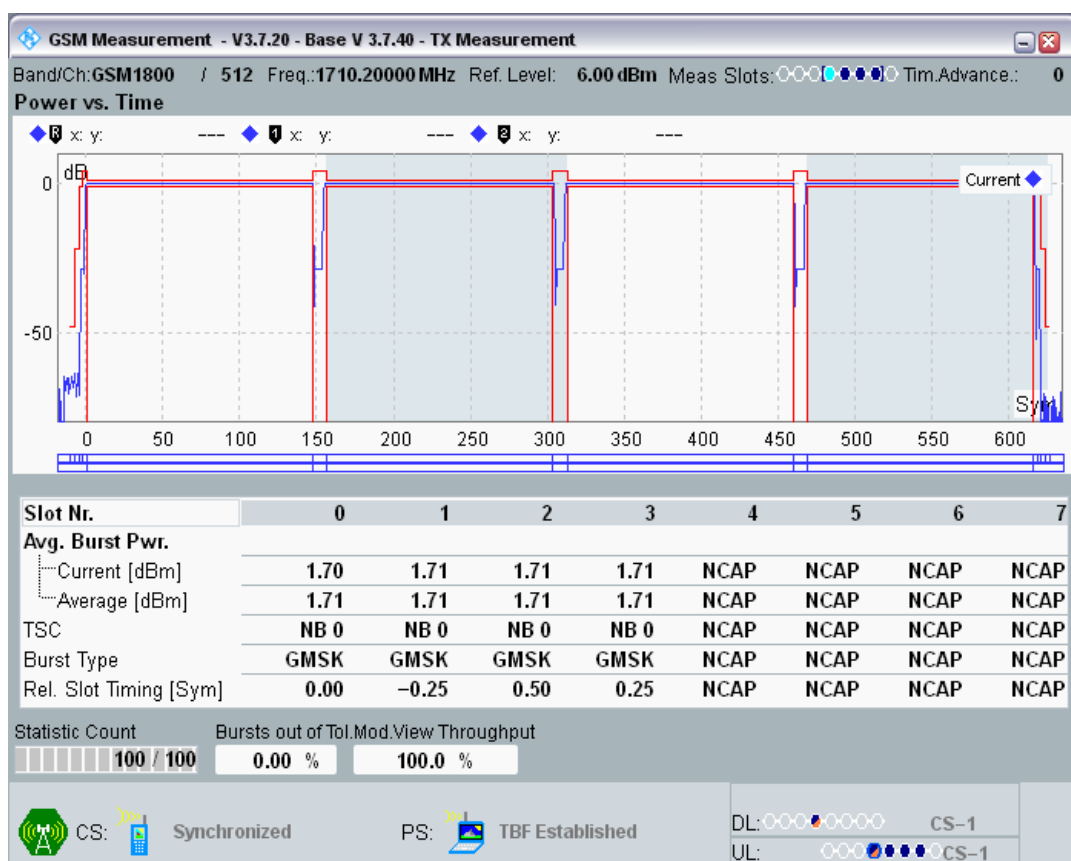 GSM Measurement - V3.7.20 - Base V 3.7.40 - TX Measurement
Band/Ch:GSM1800 / 512 Freq.:1710.20000 MHz Ref. Level: 6.00 dBm Meas Slots: Tim.Advance.: 0
Power vs. Time
R x: y: --- 1 x: y: --- 2 x: y: ---
dB
Current
0
-50
Sym
0 50 100 150 200 250 300 350 400 450 500 550 600
Slot Nr. 0 1 2 3 4 5 6 7
Avg. Burst Pwr.
Current [dBm] 1.70 1.71 1.71 1.71 NCAP NCAP NCAP NCAP
Average [dBm] 1.71 1.71 1.71 1.71 NCAP NCAP NCAP NCAP
TSC NB 0 NB 0 NB 0 NB 0 NCAP NCAP NCAP NCAP
Burst Type GMSK GMSK GMSK GMSK NCAP NCAP NCAP NCAP
Rel. Slot Timing [Sym] 0.00 −0.25 0.50 0.25 NCAP NCAP NCAP NCAP
Statistic Count Bursts out of Tol.Mod.View Throughput
100 / 100 0.00 % 100.0 %
CS: Synchronized PS: TBF Established DL: CS−1
UL: CS−1